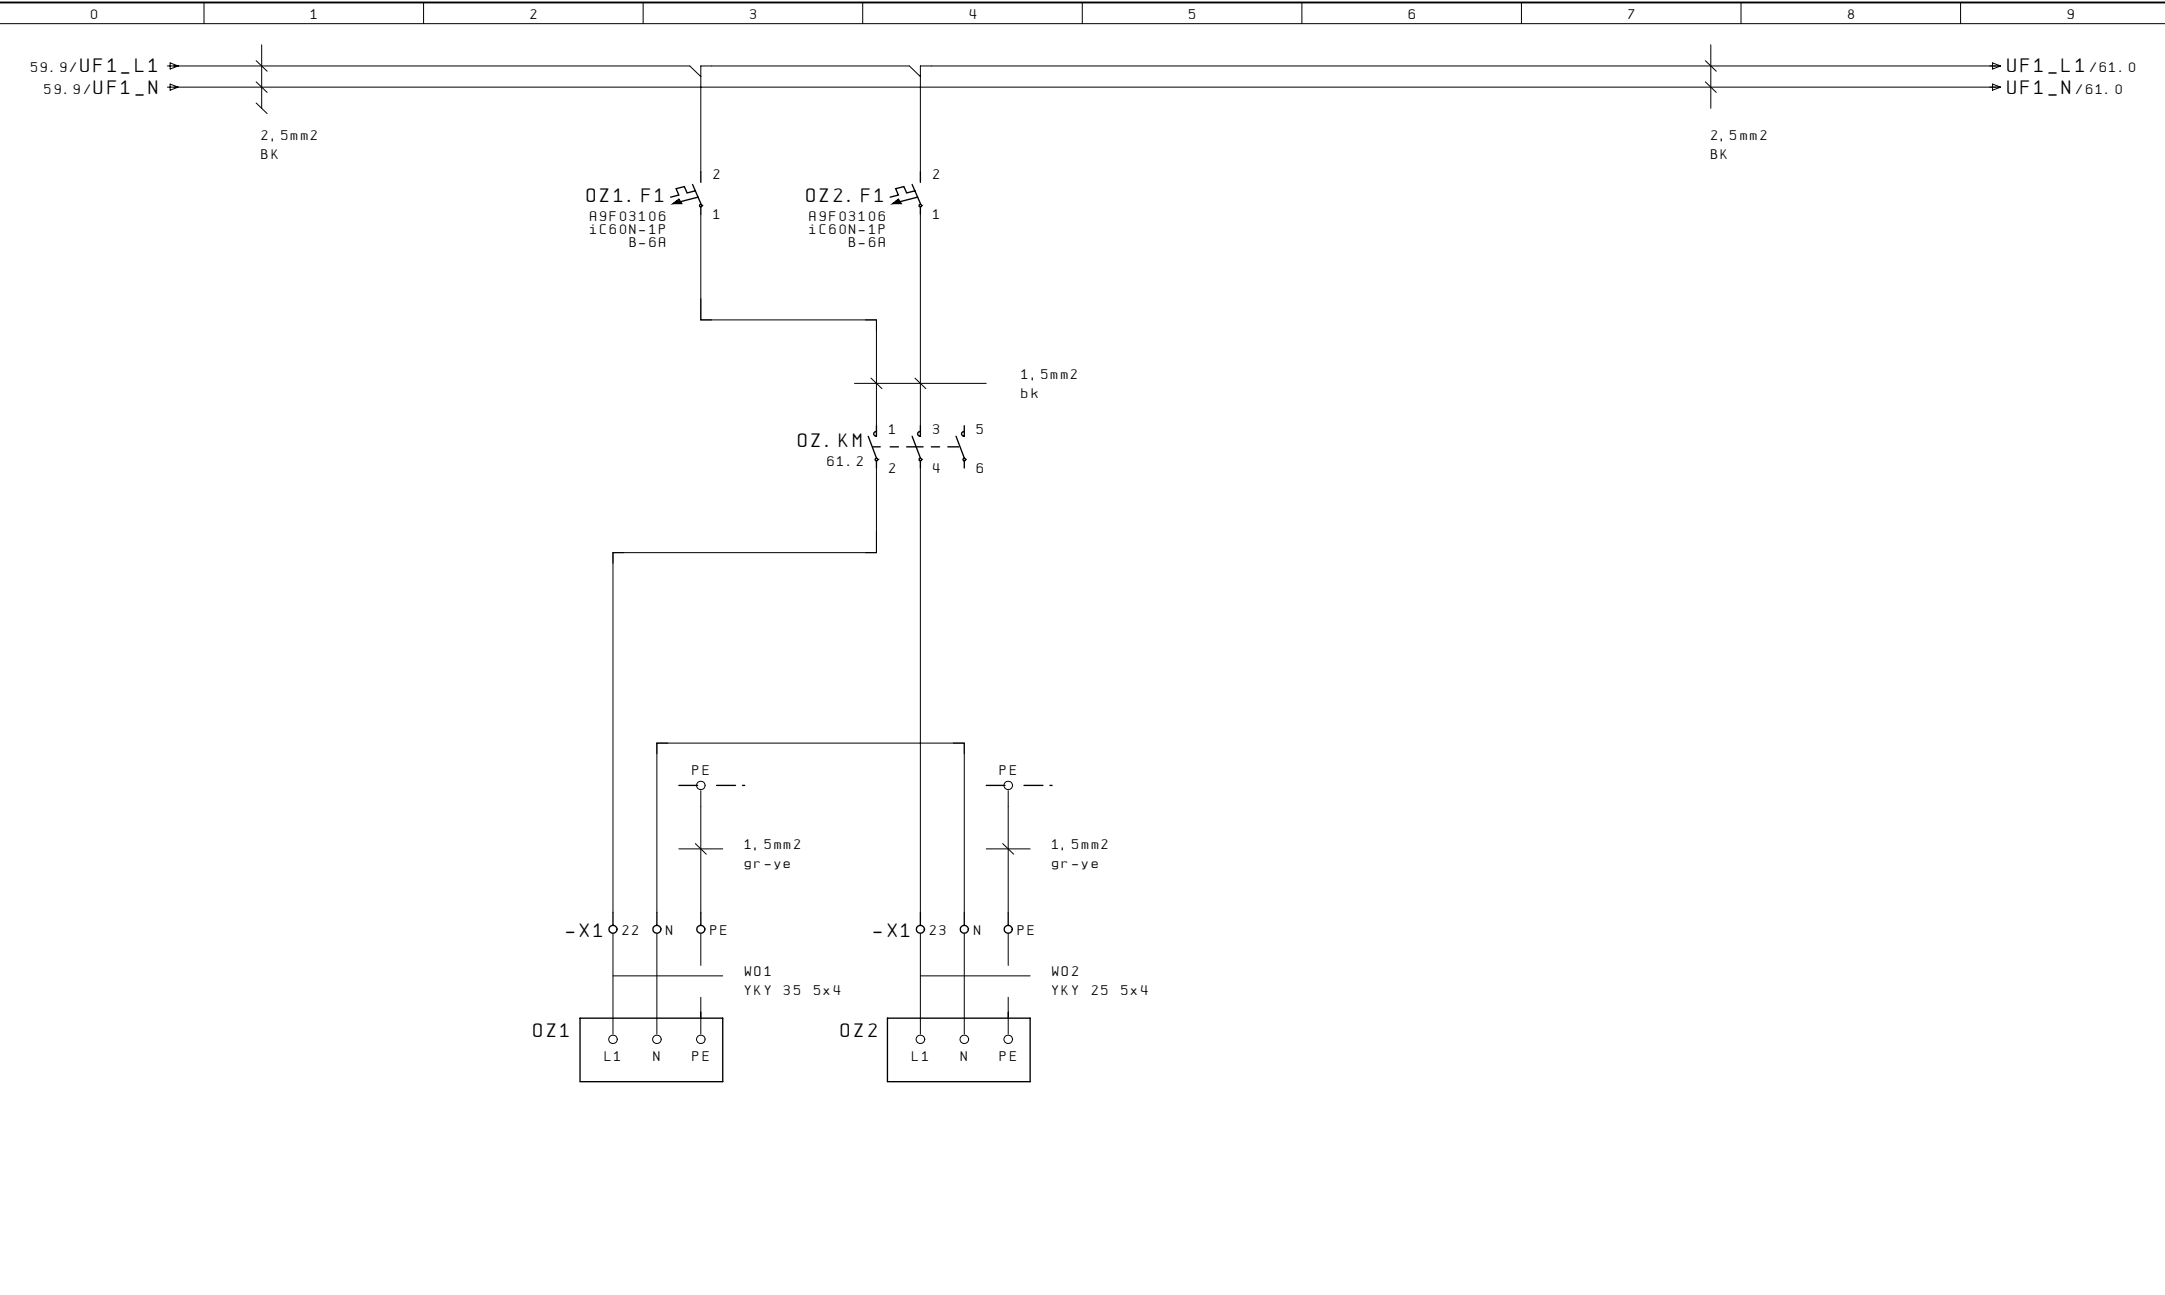 0 1 2 3 4 5 6 7 8 9
59.9/UF1_L1 UF1_L1/61.0
59.9/UF1_N UF1_N/61.0
2,5mm2 2,5mm2
BK BK
2 2
OZ1.F1 OZ2.F1
1 1
A9F03106 A9F03106
iC60N-1P iC60N-1P
B-6A B-6A
1,5mm2
bk
1 3 5
OZ.KM
61.2
2 4 6
PE PE
1,5mm2 1,5mm2
gr-ye gr-ye
-X1 22 N PE -X1 23 N PE
W01 W02
YKY 35 5x4 YKY 25 5x4
OZ1 OZ2
L1 N PE L1 N PE